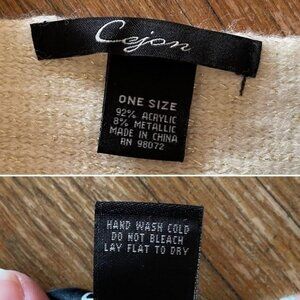 Cejon
ONE SIZE
92% ACRYLIC
8% METALLIC
MADE IN CHINA
RN 98072
HAND WASH COLD
DO NOT BLEACH
LAY FLAT TO DRY